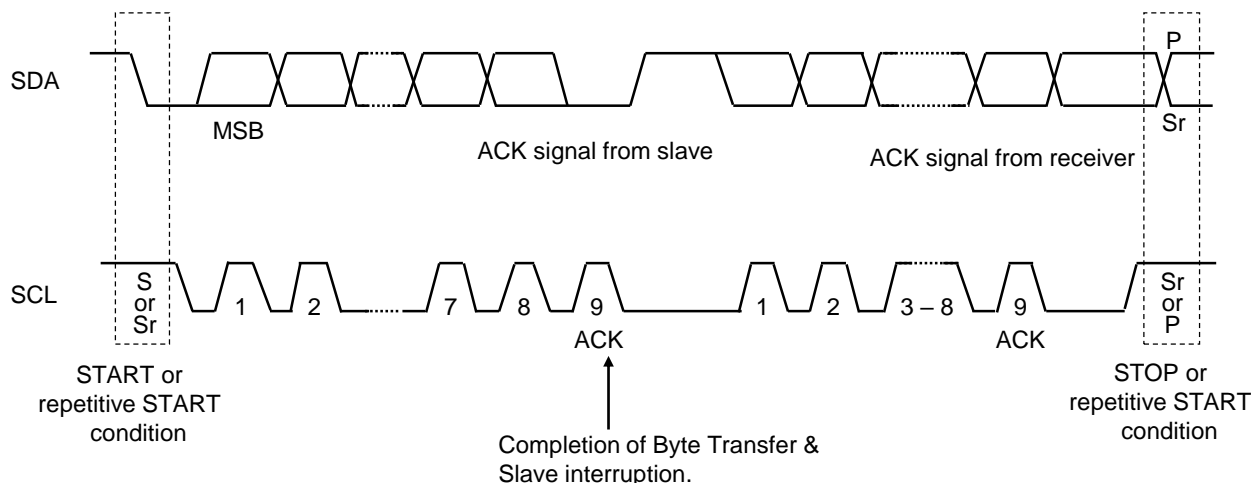 P
SDA
MSB
Sr
ACK signal from slave
ACK signal from receiver
SCL
S
or
Sr
1
2
7
8
9
1
2
3 – 8
9
Sr
or
P
ACK
ACK
START or
repetitive START
condition
STOP or
repetitive START
condition
Completion of Byte Transfer &
Slave interruption.